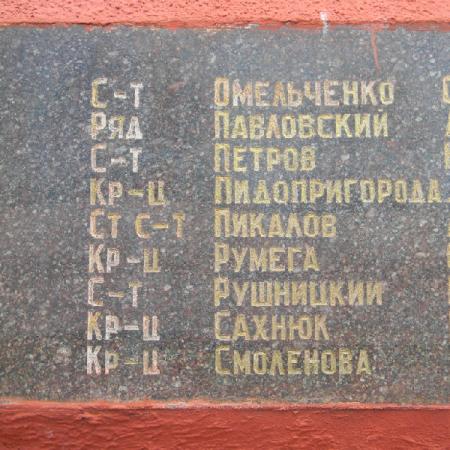 С-т Омельченко
Ряд Павловский
С-т Петров
Кр-ц Пидопригорода
Ст с-т Пикалов
Кр-ц Румега
С-т Рушницкий
Кр-ц Сахнюк
Кр-ц Смоленова